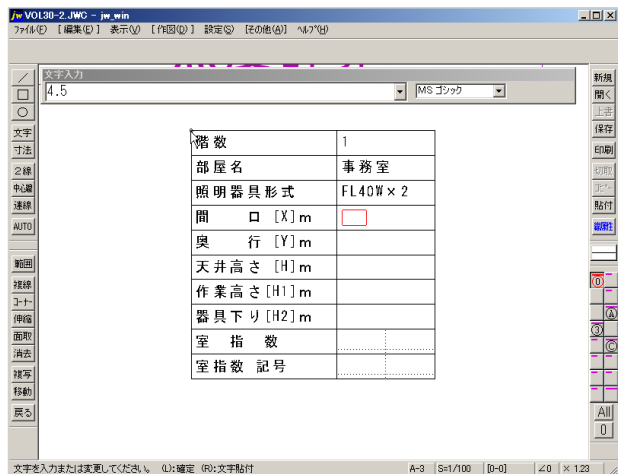 VOL30-2.JWC - jw_win
ファイル(F) [編集(E)] 表示(V) [作図(D)] 設定(S) [その他(A)] ヘルプ(H)
文字入力
4.5
MS ゴシック
/
□
○
文字
寸法
2線
中心線
連線
AUTO
範囲
複線
コーナー
伸縮
面取
消去
複写
移動
戻る
階数 1
部屋名 事務室
照明器具形式 FL40W×2
間 口 [X]m
奥 行 [Y]m
天井高さ [H]m
作業高さ[H1]m
器具下り[H2]m
室 指 数
室指数 記号
新規
開く
上書
保存
印刷
切取
コピー
貼付
線属性
(0)
A
③
C
All
0
文字を入力または変更してください。 (L):確定 (R):文字貼付 A-3 S=1/100 [0-0] ∠0 × 1.23